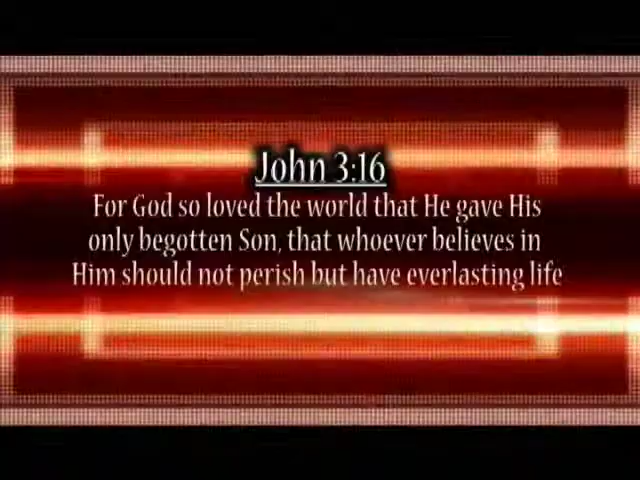 John 3:16
For God so loved the world that He gave His
only begotten Son, that whoever believes in
Him should not perish but have everlasting life